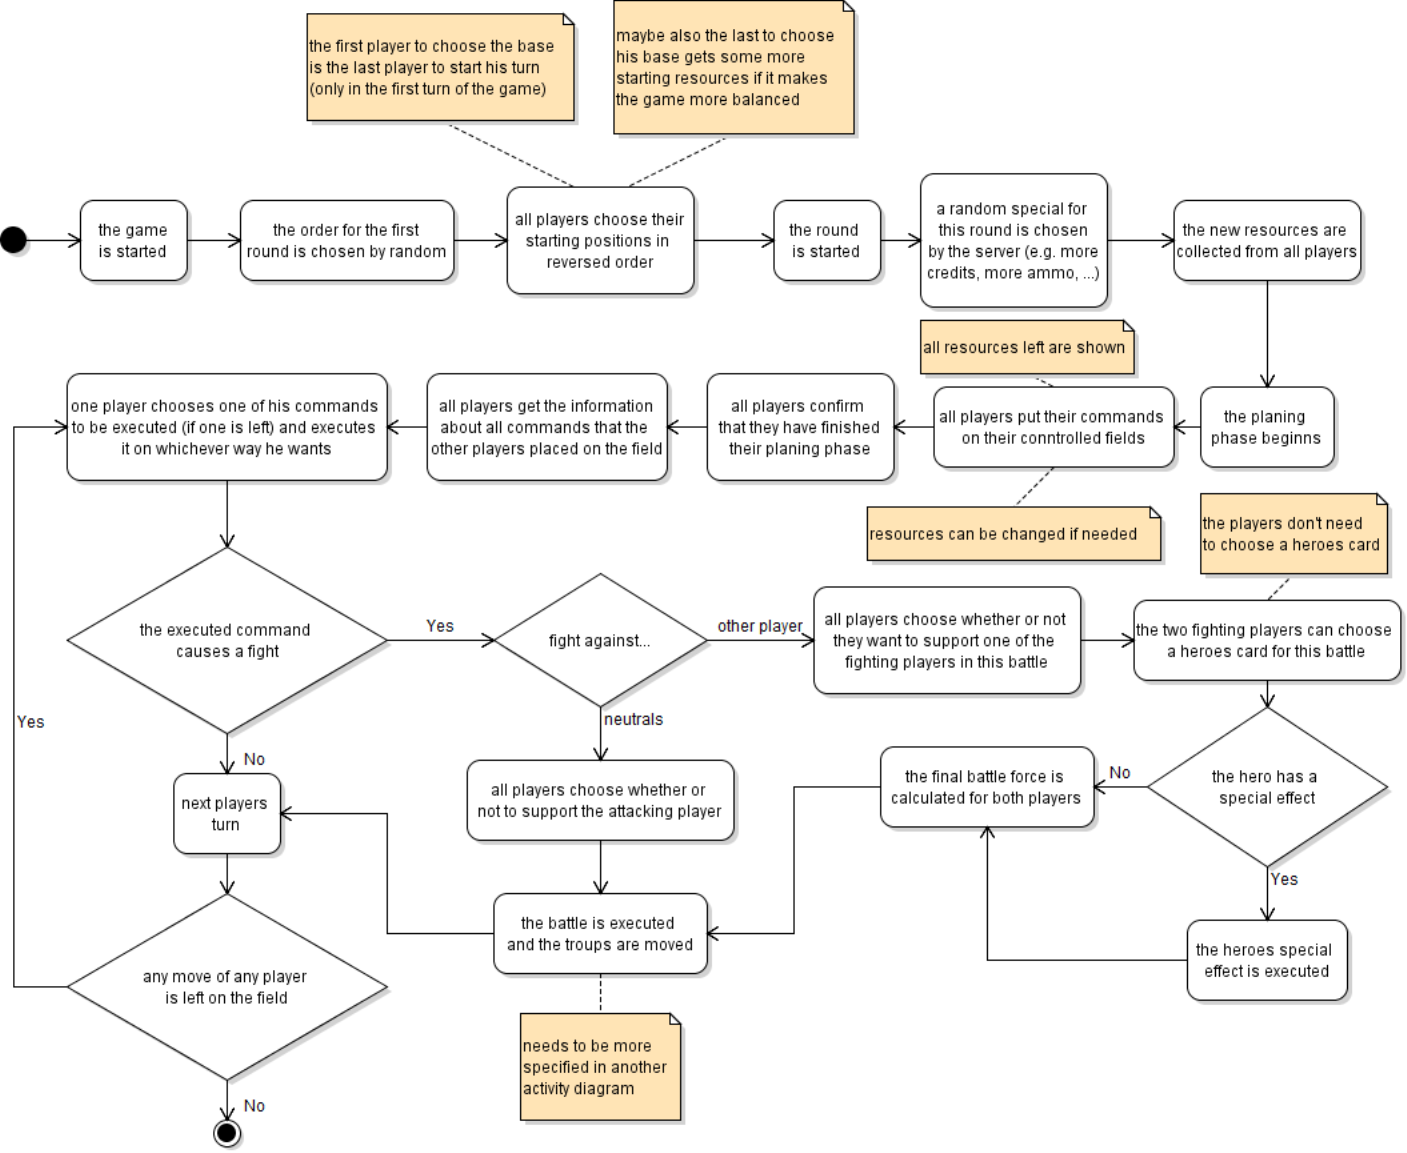 the first player to choose the base
is the last player to start his turn
(only in the first turn of the game)
maybe also the last to choose
his base gets some more
starting resources if it makes
the game more balanced
the game
is started
the order for the first
round is chosen by random
all players choose their
starting positions in
reversed order
the round
is started
a random special for
this round is chosen
by the server (e.g. more
credits, more ammo, ...)
the new resources are
collected from all players
all resources left are shown
the planing
phase beginns
all players put their commands
on their conntrolled fields
all players confirm
that they have finished
their planing phase
all players get the information
about all commands that the
other players placed on the field
one player chooses one of his commands
to be executed (if one is left) and executes
it on whichever way he wants
resources can be changed if needed
the players don't need
to choose a heroes card
the executed command
causes a fight
Yes
fight against...
other player
all players choose whether or not
they want to support one of the
fighting players in this battle
the two fighting players can choose
a heroes card for this battle
Yes
neutrals
No
next players
turn
all players choose whether or
not to support the attacking player
the final battle force is
calculated for both players
No
the hero has a
special effect
Yes
the battle is executed
and the troups are moved
the heroes special
effect is executed
any move of any player
is left on the field
needs to be more
specified in another
activity diagram
No